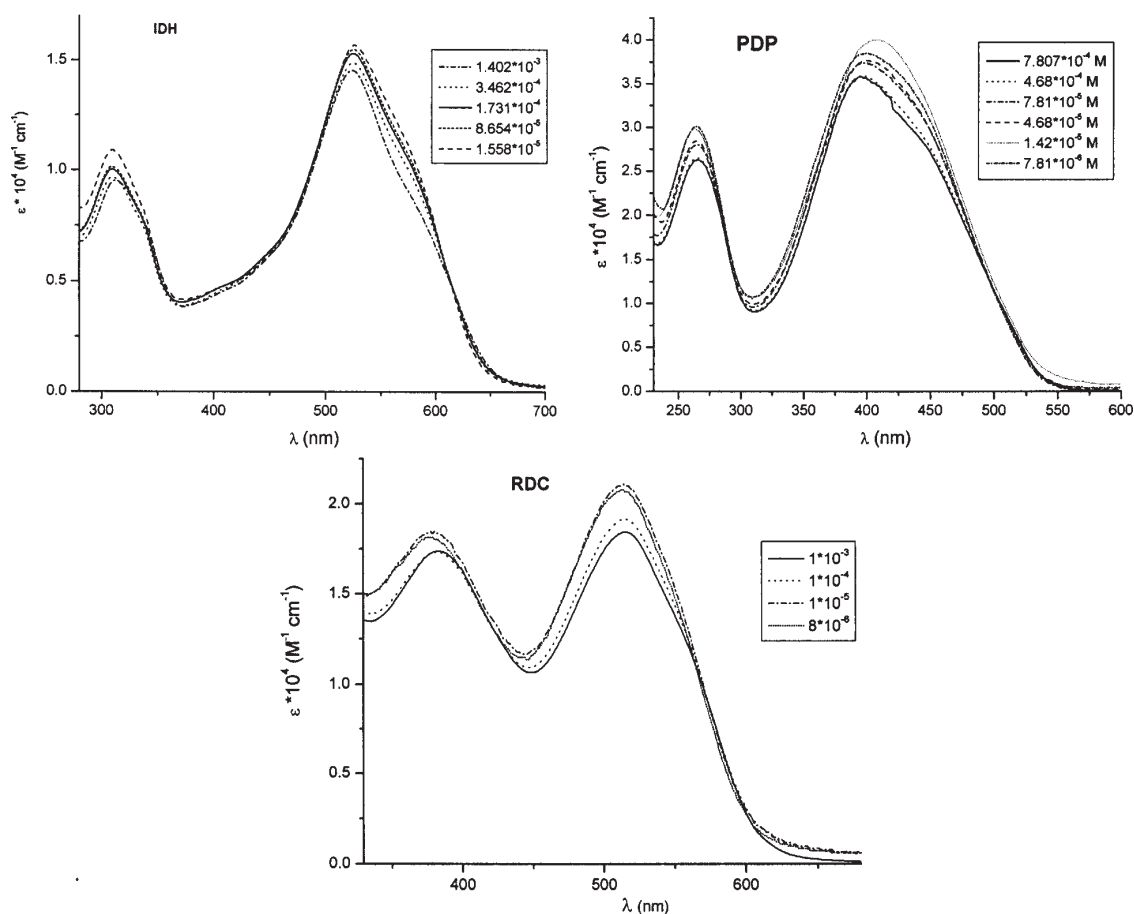 IDH
ε * 10⁴ (M⁻¹ cm⁻¹)
1.5
1.0
0.5
0.0
300
400
500
600
700
λ (nm)
1.402*10⁻³
3.462*10⁻⁴
1.731*10⁻⁴
8.654*10⁻⁵
1.558*10⁻⁵
PDP
ε *10⁴ (M⁻¹ cm⁻¹)
4.0
3.5
3.0
2.5
2.0
1.5
1.0
0.5
0.0
250
300
350
400
450
500
550
600
λ (nm)
7.807*10⁻⁴ M
4.68*10⁻⁴ M
7.81*10⁻⁵ M
4.68*10⁻⁵ M
1.42*10⁻⁵ M
7.81*10⁻⁶ M
RDC
ε *10⁴ (M⁻¹ cm⁻¹)
2.0
1.5
1.0
0.5
0.0
400
500
600
λ (nm)
1*10⁻³
1*10⁻⁴
1*10⁻⁵
8*10⁻⁶